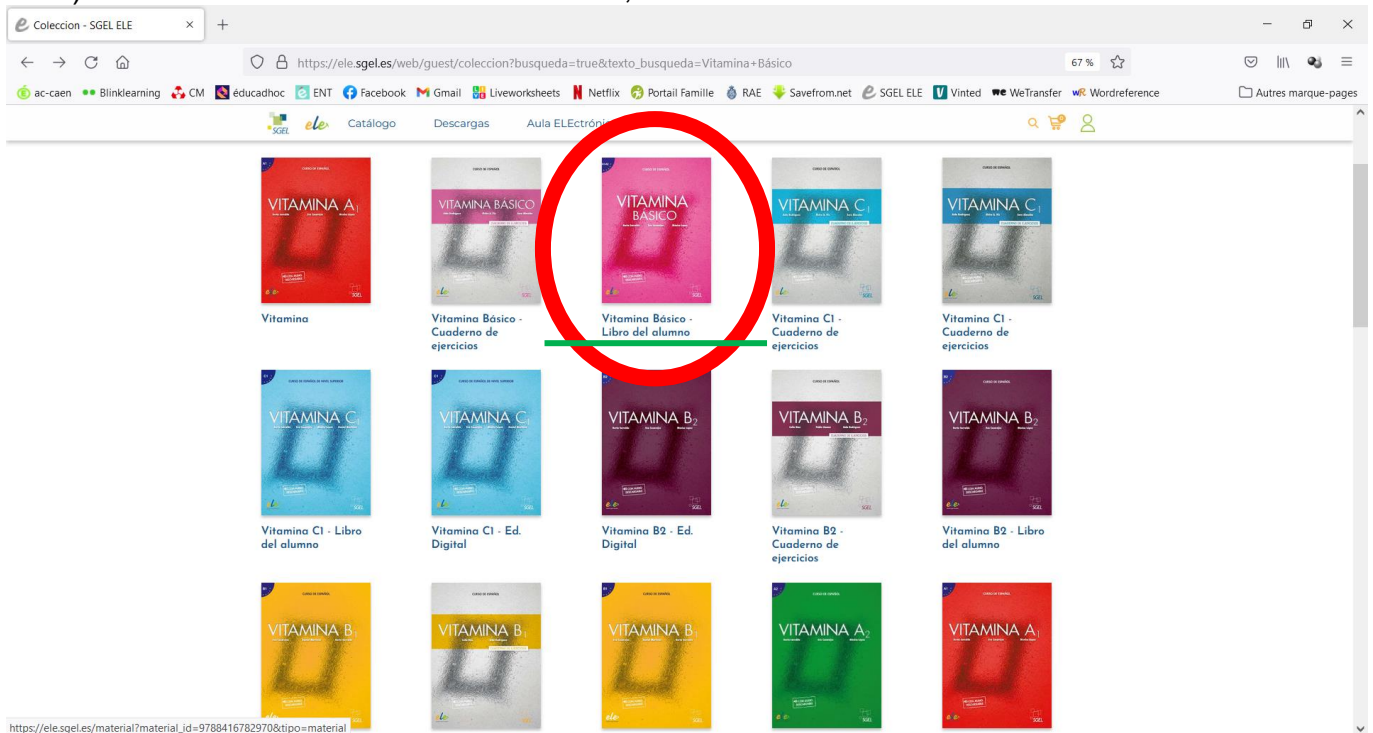 Coleccion - SGEL ELE
https://ele.sgel.es/web/guest/coleccion?busqueda=true&texto_busqueda=Vitamina+Básico
67 %
ac-caen Blinklearning CM éducadhoc ENT Facebook Gmail Liveworksheets Netflix Portail Famille RAE Savefrom.net SGEL ELE Vinted WeTransfer Wordreference Autres marque-pages
SGEL ele Catálogo Descargas Aula ELEctrónic
VITAMINA A1
VITAMINA BÁSICO
VITAMINA
BÁSICO
VITAMINA C1
VITAMINA C1
Vitamina
Vitamina Básico -
Cuaderno de
ejercicios
Vitamina Básico -
Libro del alumno
Vitamina C1 -
Cuaderno de
ejercicios
Vitamina C1 -
Cuaderno de
ejercicios
VITAMINA C1
VITAMINA C1
VITAMINA B2
VITAMINA B2
VITAMINA B2
Vitamina C1 - Libro
del alumno
Vitamina C1 - Ed.
Digital
Vitamina B2 - Ed.
Digital
Vitamina B2 -
Cuaderno de
ejercicios
Vitamina B2 - Libro
del alumno
VITAMINA B1
VITAMINA B1
VITAMINA B1
VITAMINA A2
VITAMINA A1
https://ele.sgel.es/material?material_id=9788416782970&tipo=material